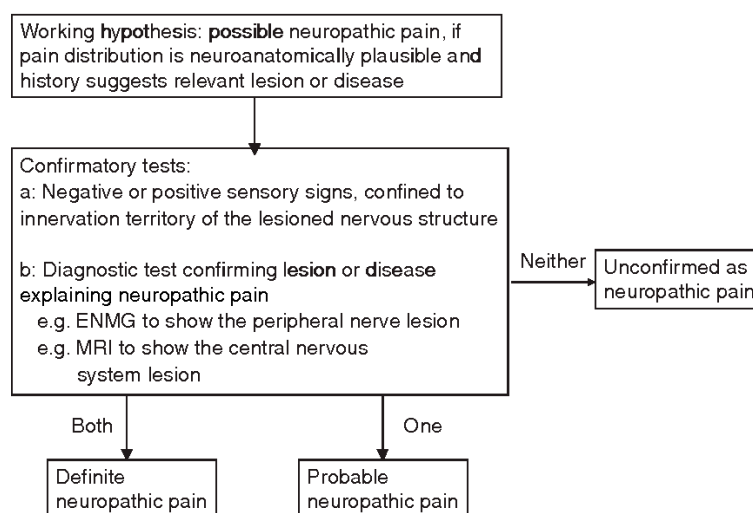 Working hypothesis: possible neuropathic pain, if
pain distribution is neuroanatomically plausible and
history suggests relevant lesion or disease
Confirmatory tests:
a: Negative or positive sensory signs, confined to
innervation territory of the lesioned nervous structure
b: Diagnostic test confirming lesion or disease
explaining neuropathic pain
e.g. ENMG to show the peripheral nerve lesion
e.g. MRI to show the central nervous
system lesion
Neither
Unconfirmed as
neuropathic pain
Both
One
Definite
neuropathic pain
Probable
neuropathic pain